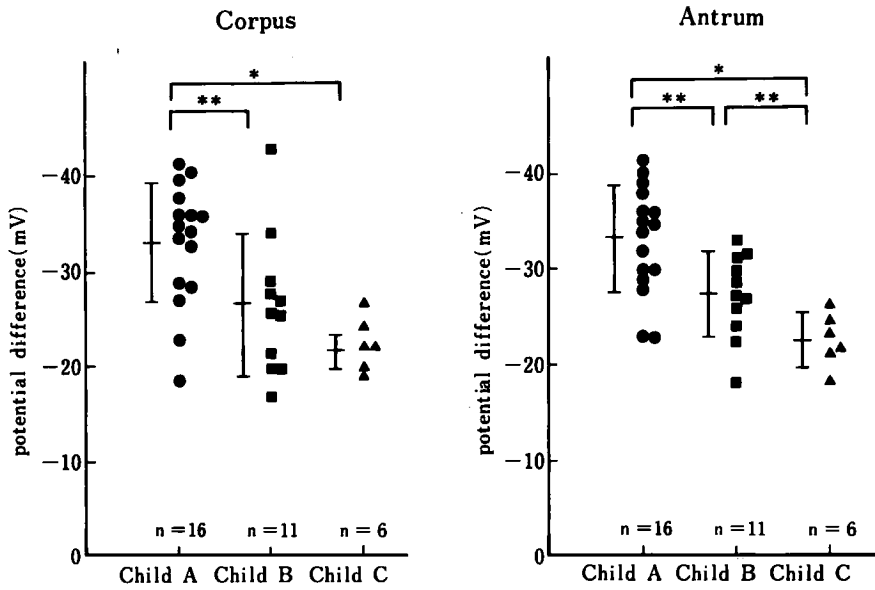 Corpus
*
**
-40
-30
-20
-10
0
potential difference(mV)
n=16 n=11 n=6
Child A Child B Child C
Antrum
*
** **
-40
-30
-20
-10
0
potential difference(mV)
n=16 n=11 n=6
Child A Child B Child C